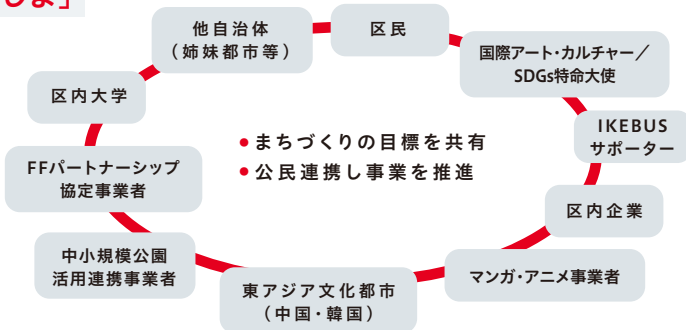 しま」
他自治体
（姉妹都市等）
区民
国際アート・カルチャー／
SDGs特命大使
IKEBUS
サポーター
区内企業
マンガ・アニメ事業者
東アジア文化都市
（中国・韓国）
中小規模公園
活用連携事業者
FFパートナーシップ
協定事業者
区内大学
●まちづくりの目標を共有
●公民連携し事業を推進